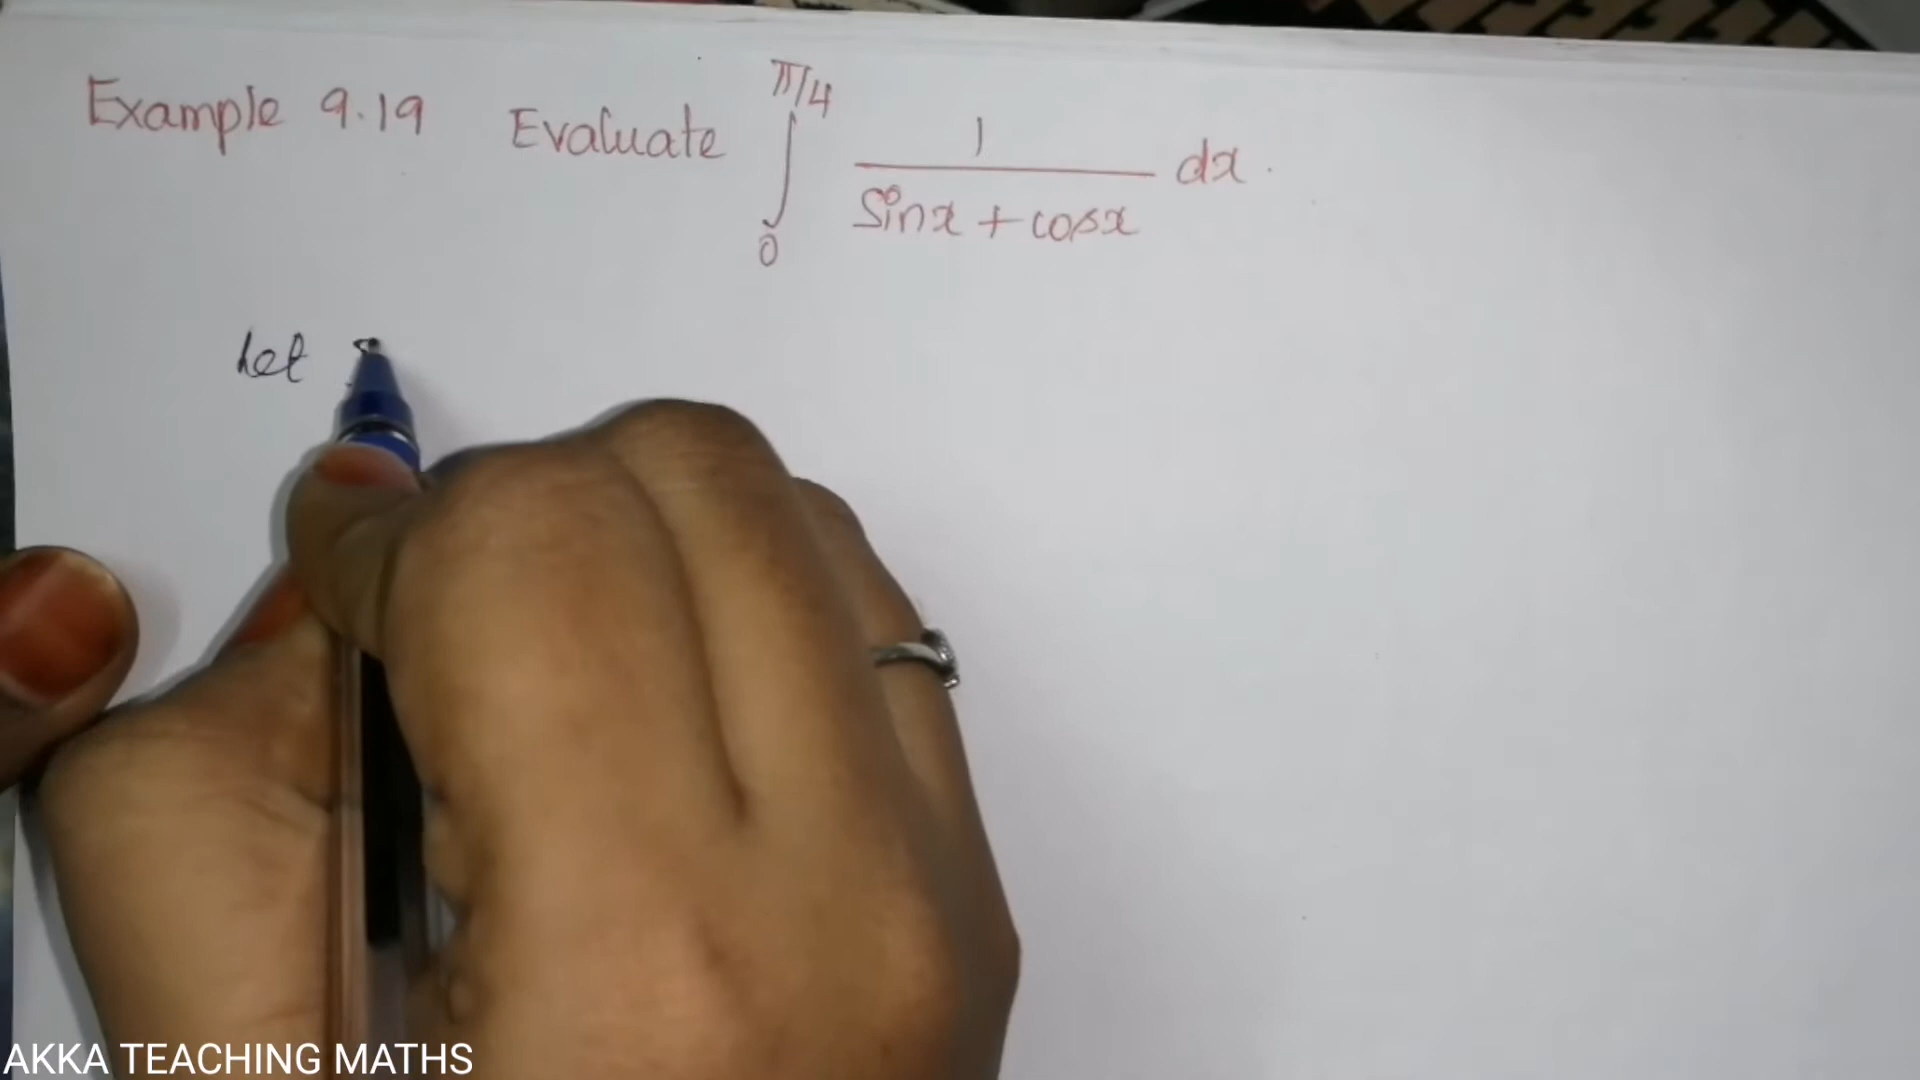 Example 9.19 Evaluate ∫₀^π/4 1/(sinx + cosx) dx.
Let
AKKA TEACHING MATHS